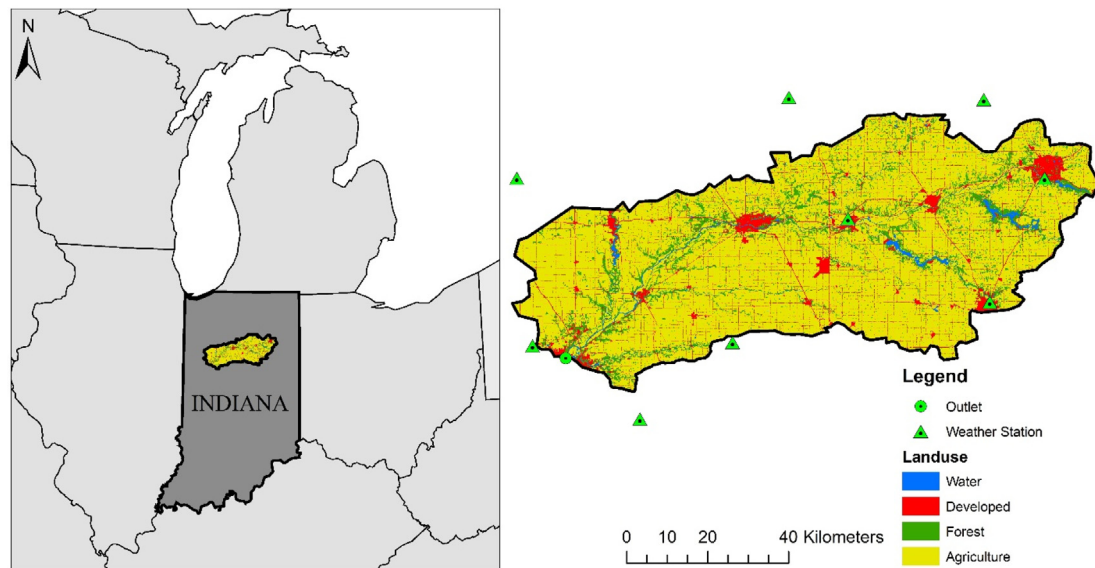 N
INDIANA
Legend
Outlet
Weather Station
Landuse
Water
Developed
Forest
Agriculture
0 10 20 40 Kilometers